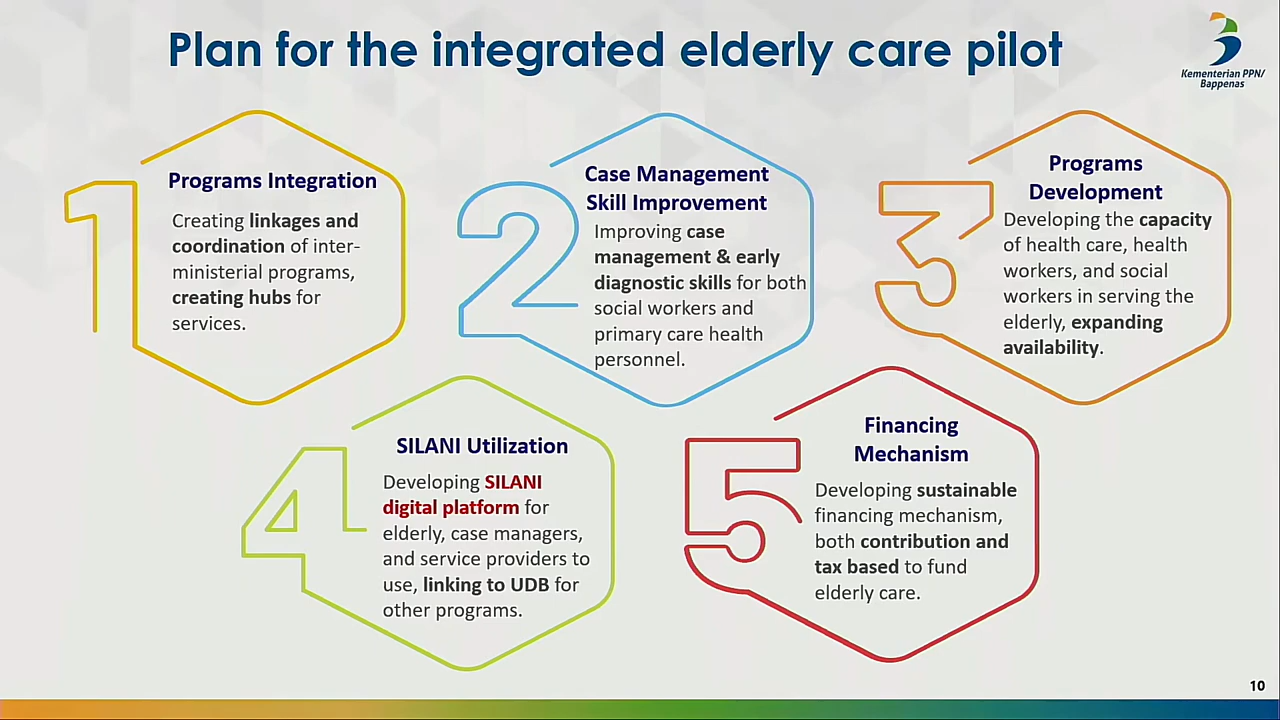 Plan for the integrated elderly care pilot
Kementerian PPN/
Bappenas
1
Programs Integration
Creating linkages and
coordination of inter-
ministerial programs,
creating hubs for
services.
2
Case Management
Skill Improvement
Improving case
management & early
diagnostic skills for both
social workers and
primary care health
personnel.
3
Programs
Development
Developing the capacity
of health care, health
workers, and social
workers in serving the
elderly, expanding
availability.
4
SILANI Utilization
Developing SILANI
digital platform for
elderly, case managers,
and service providers to
use, linking to UDB for
other programs.
5
Financing
Mechanism
Developing sustainable
financing mechanism,
both contribution and
tax based to fund
elderly care.
10